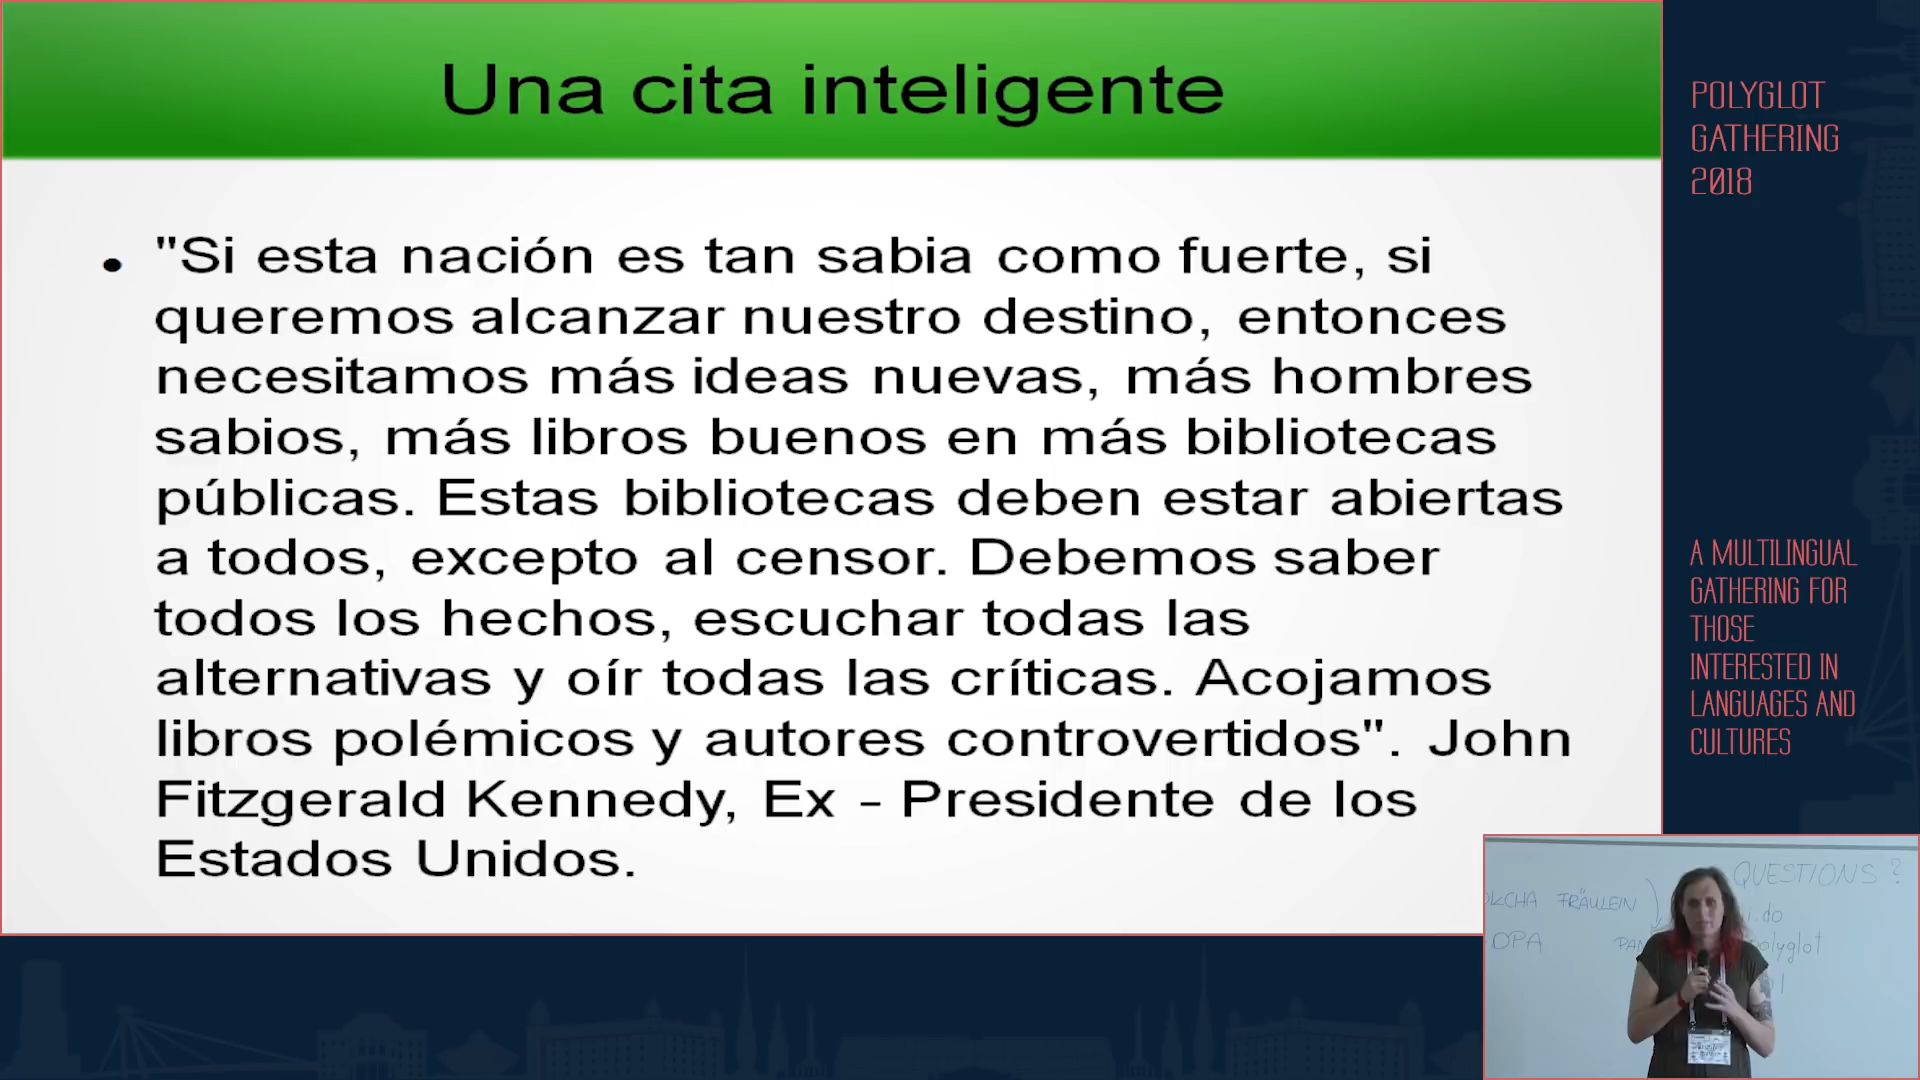 Una cita inteligente
• "Si esta nación es tan sabia como fuerte, si
queremos alcanzar nuestro destino, entonces
necesitamos más ideas nuevas, más hombres
sabios, más libros buenos en más bibliotecas
públicas. Estas bibliotecas deben estar abiertas
a todos, excepto al censor. Debemos saber
todos los hechos, escuchar todas las
alternativas y oír todas las críticas. Acojamos
libros polémicos y autores controvertidos". John
Fitzgerald Kennedy, Ex – Presidente de los
Estados Unidos.
POLYGLOT
GATHERING
2018
A MULTILINGUAL
GATHERING FOR
THOSE
INTERESTED IN
LANGUAGES AND
CULTURES
QUESTIONS ?
FRÄULEIN
polyglot